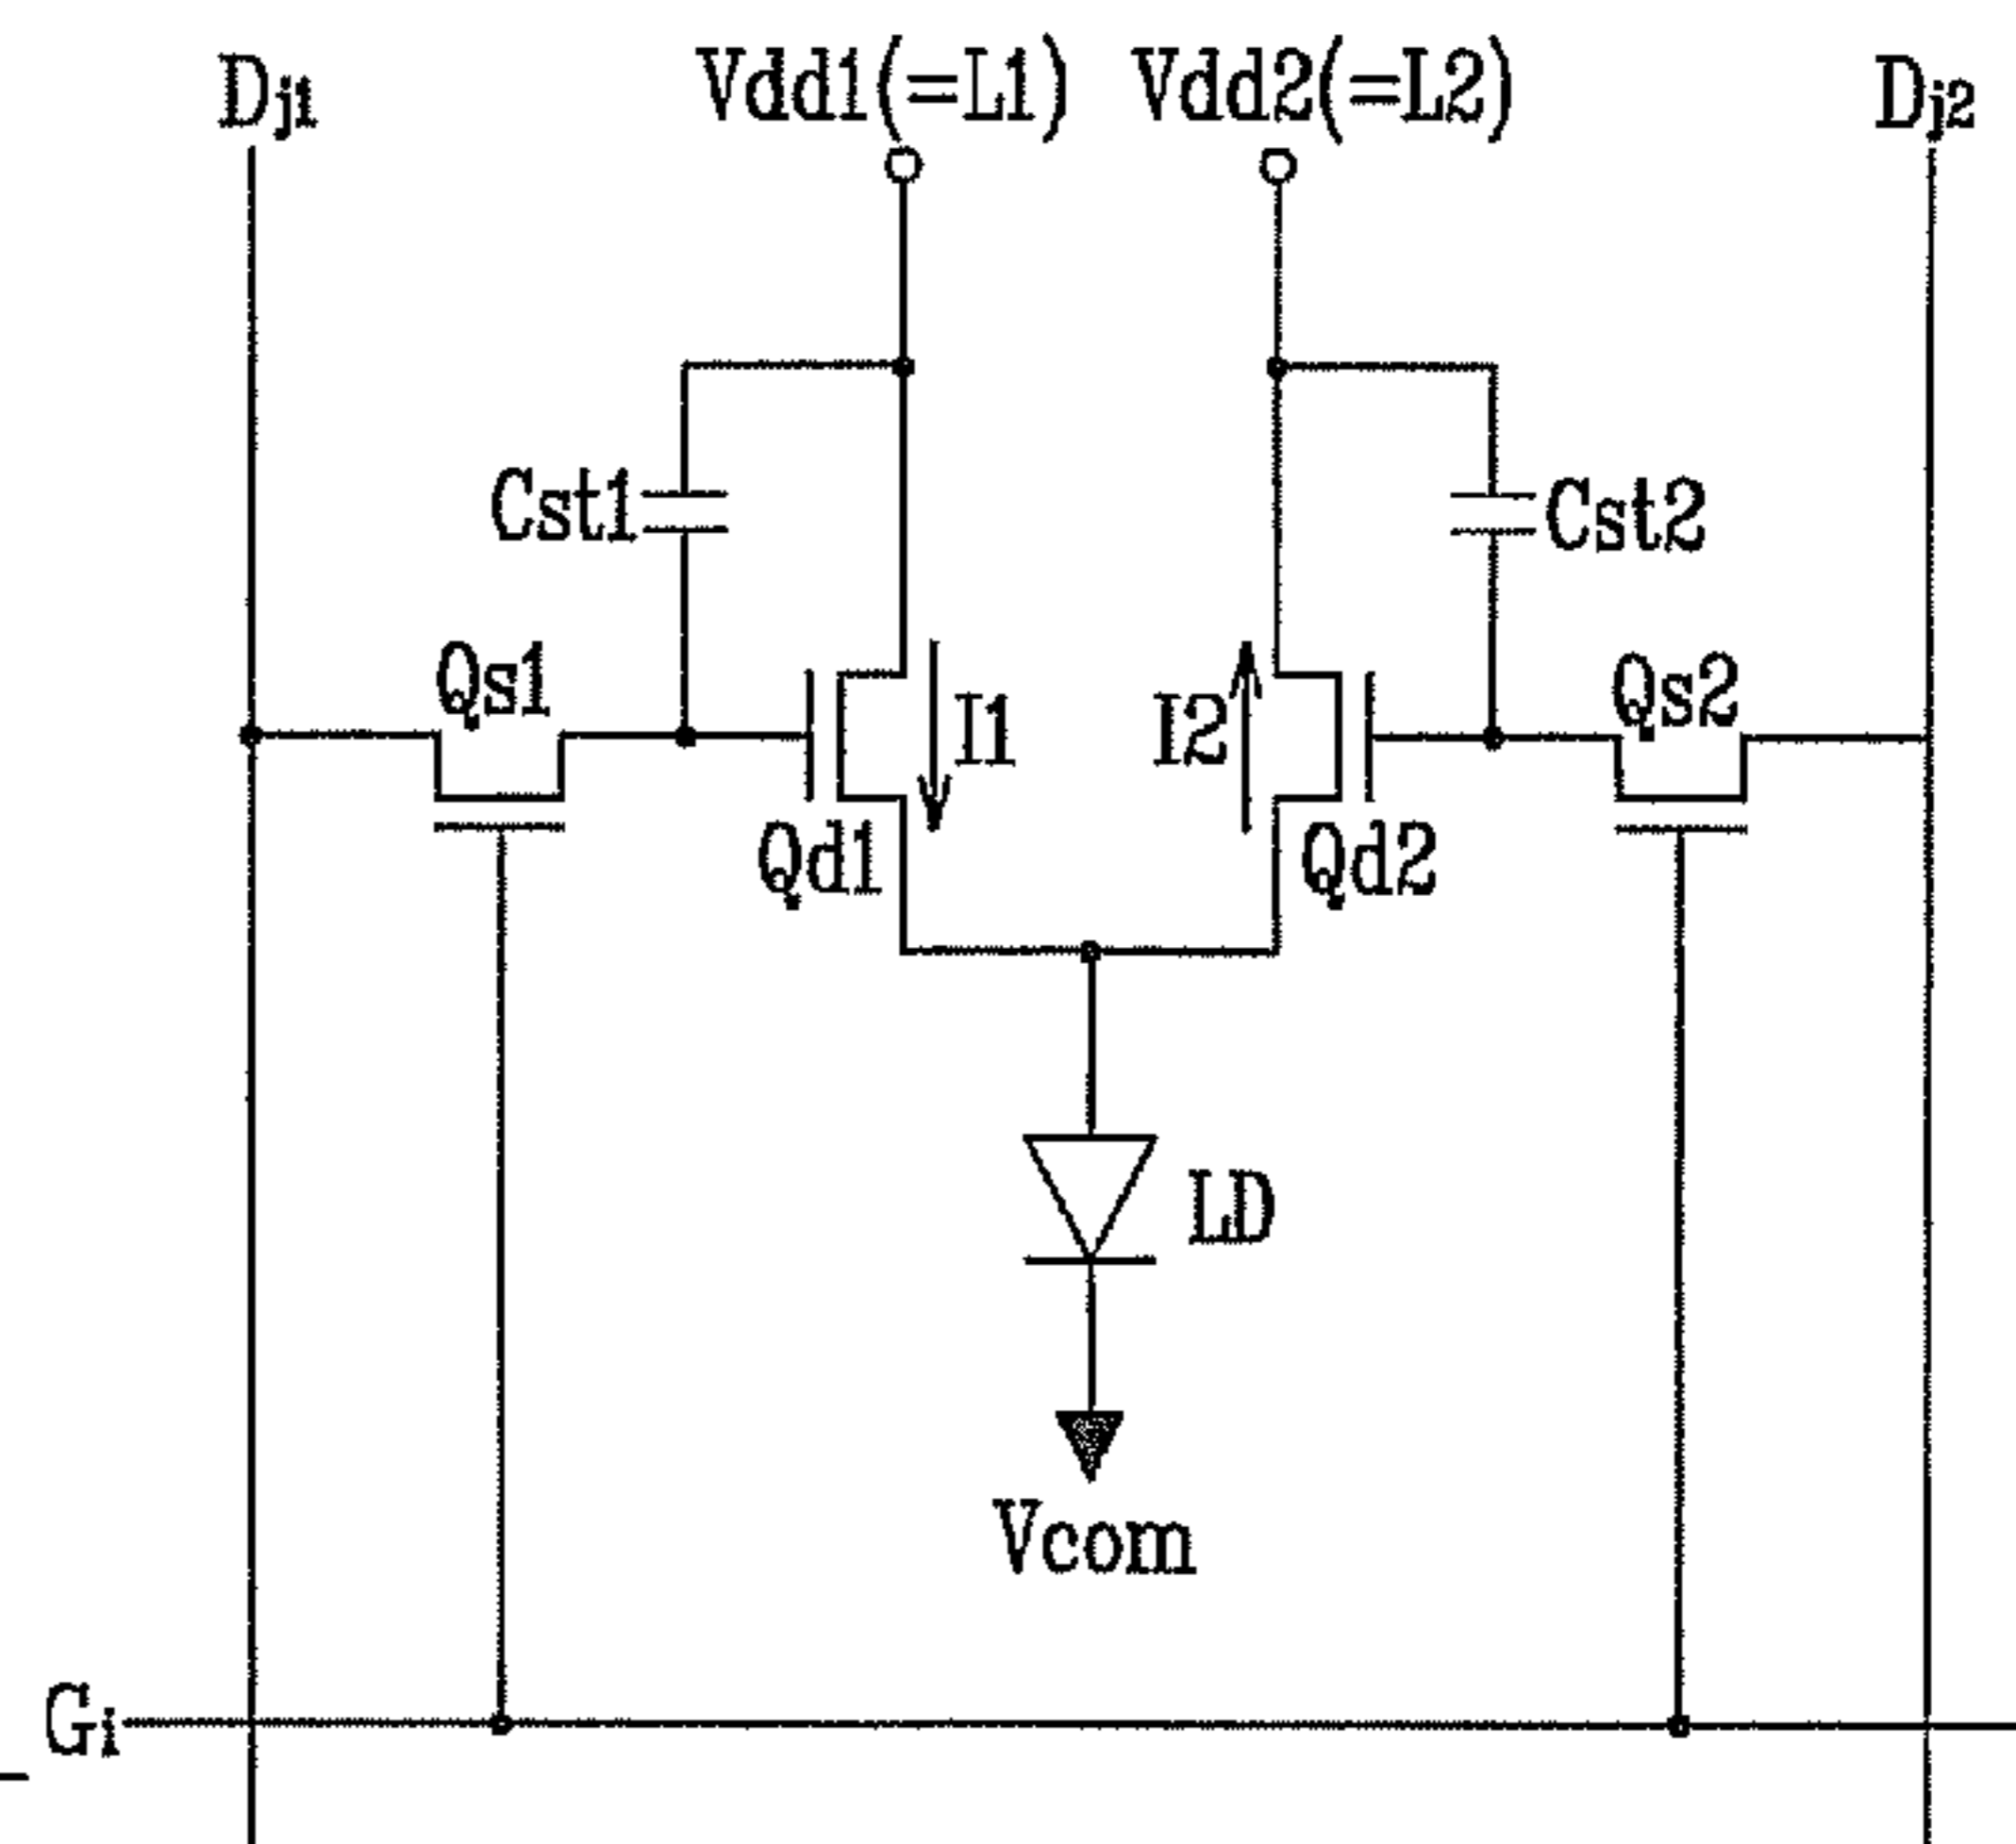 Dj1 Vdd1(=L1) Vdd2(=L2) Dj2
Cst1 Cst2
Qs1 I1 I2 Qs2
Qd1 Qd2
LD
Vcom
Gi